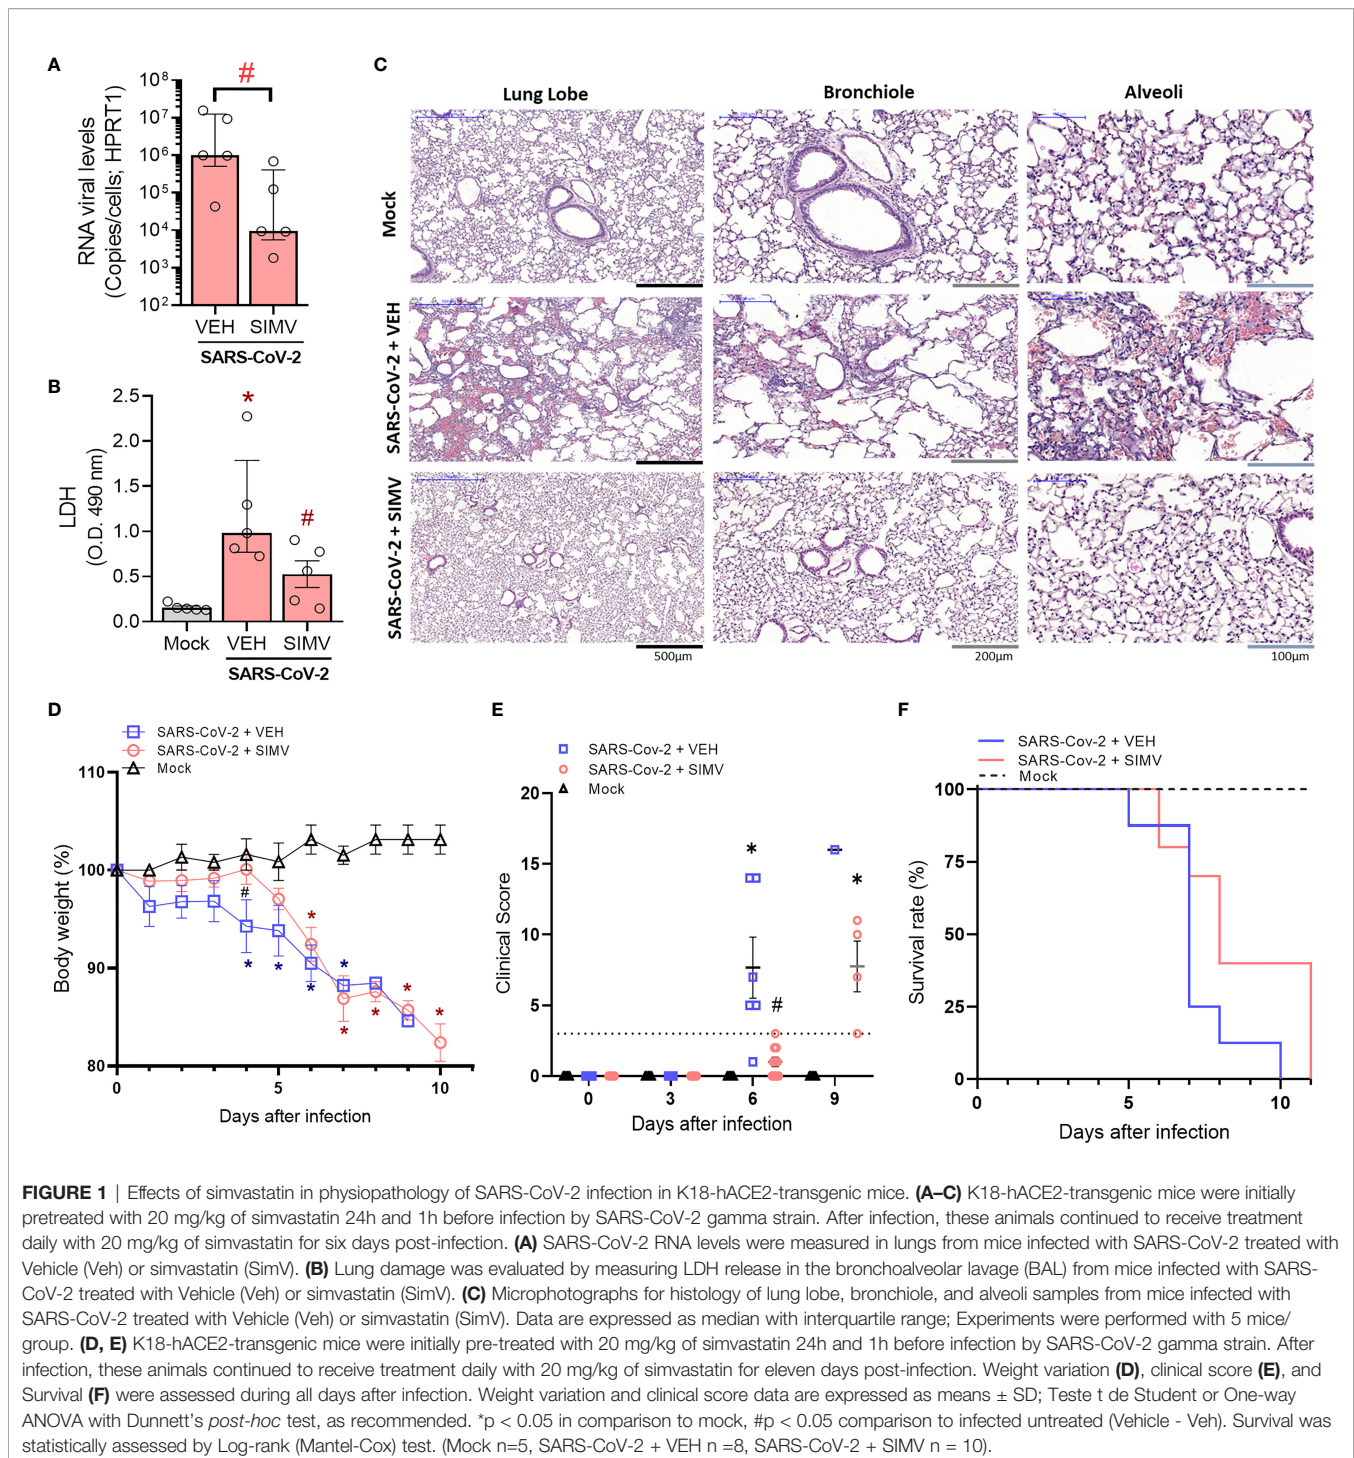 A
RNA viral levels
(Copies/cells; HPRT1)
10⁸
10⁷
10⁶
10⁵
10⁴
10³
10²
#
VEH SIMV
SARS-CoV-2
B
LDH
(O.D. 490 nm)
2.5
2.0
1.5
1.0
0.5
0.0
*
#
Mock VEH SIMV
SARS-CoV-2
C
Lung Lobe Bronchiole Alveoli
Mock
SARS-CoV-2 + VEH
SARS-CoV-2 + SIMV
500µm 200µm 100µm
D
SARS-CoV-2 + VEH
SARS-CoV-2 + SIMV
Mock
Body weight (%)
110
100
90
80
#
* * * *
* * * * *
0 5 10
Days after infection
E
SARS-Cov-2 + VEH
SARS-Cov-2 + SIMV
Mock
Clinical Score
20
15
10
5
0
* # *
0 3 6 9
Days after infection
F
SARS-Cov-2 + VEH
SARS-Cov-2 + SIMV
Mock
Survival rate (%)
100
75
50
25
0
0 5 10
Days after infection
FIGURE 1 | Effects of simvastatin in physiopathology of SARS-CoV-2 infection in K18-hACE2-transgenic mice. (A–C) K18-hACE2-transgenic mice were initially
pretreated with 20 mg/kg of simvastatin 24h and 1h before infection by SARS-CoV-2 gamma strain. After infection, these animals continued to receive treatment
daily with 20 mg/kg of simvastatin for six days post-infection. (A) SARS-CoV-2 RNA levels were measured in lungs from mice infected with SARS-CoV-2 treated with
Vehicle (Veh) or simvastatin (SimV). (B) Lung damage was evaluated by measuring LDH release in the bronchoalveolar lavage (BAL) from mice infected with SARS-
CoV-2 treated with Vehicle (Veh) or simvastatin (SimV). (C) Microphotographs for histology of lung lobe, bronchiole, and alveoli samples from mice infected with
SARS-CoV-2 treated with Vehicle (Veh) or simvastatin (SimV). Data are expressed as median with interquartile range; Experiments were performed with 5 mice/
group. (D, E) K18-hACE2-transgenic mice were initially pre-treated with 20 mg/kg of simvastatin 24h and 1h before infection by SARS-CoV-2 gamma strain. After
infection, these animals continued to receive treatment daily with 20 mg/kg of simvastatin for eleven days post-infection. Weight variation (D), clinical score (E), and
Survival (F) were assessed during all days after infection. Weight variation and clinical score data are expressed as means ± SD; Teste t de Student or One-way
ANOVA with Dunnett's post-hoc test, as recommended. *p < 0.05 in comparison to mock, #p < 0.05 comparison to infected untreated (Vehicle - Veh). Survival was
statistically assessed by Log-rank (Mantel-Cox) test. (Mock n=5, SARS-CoV-2 + VEH n =8, SARS-CoV-2 + SIMV n = 10).